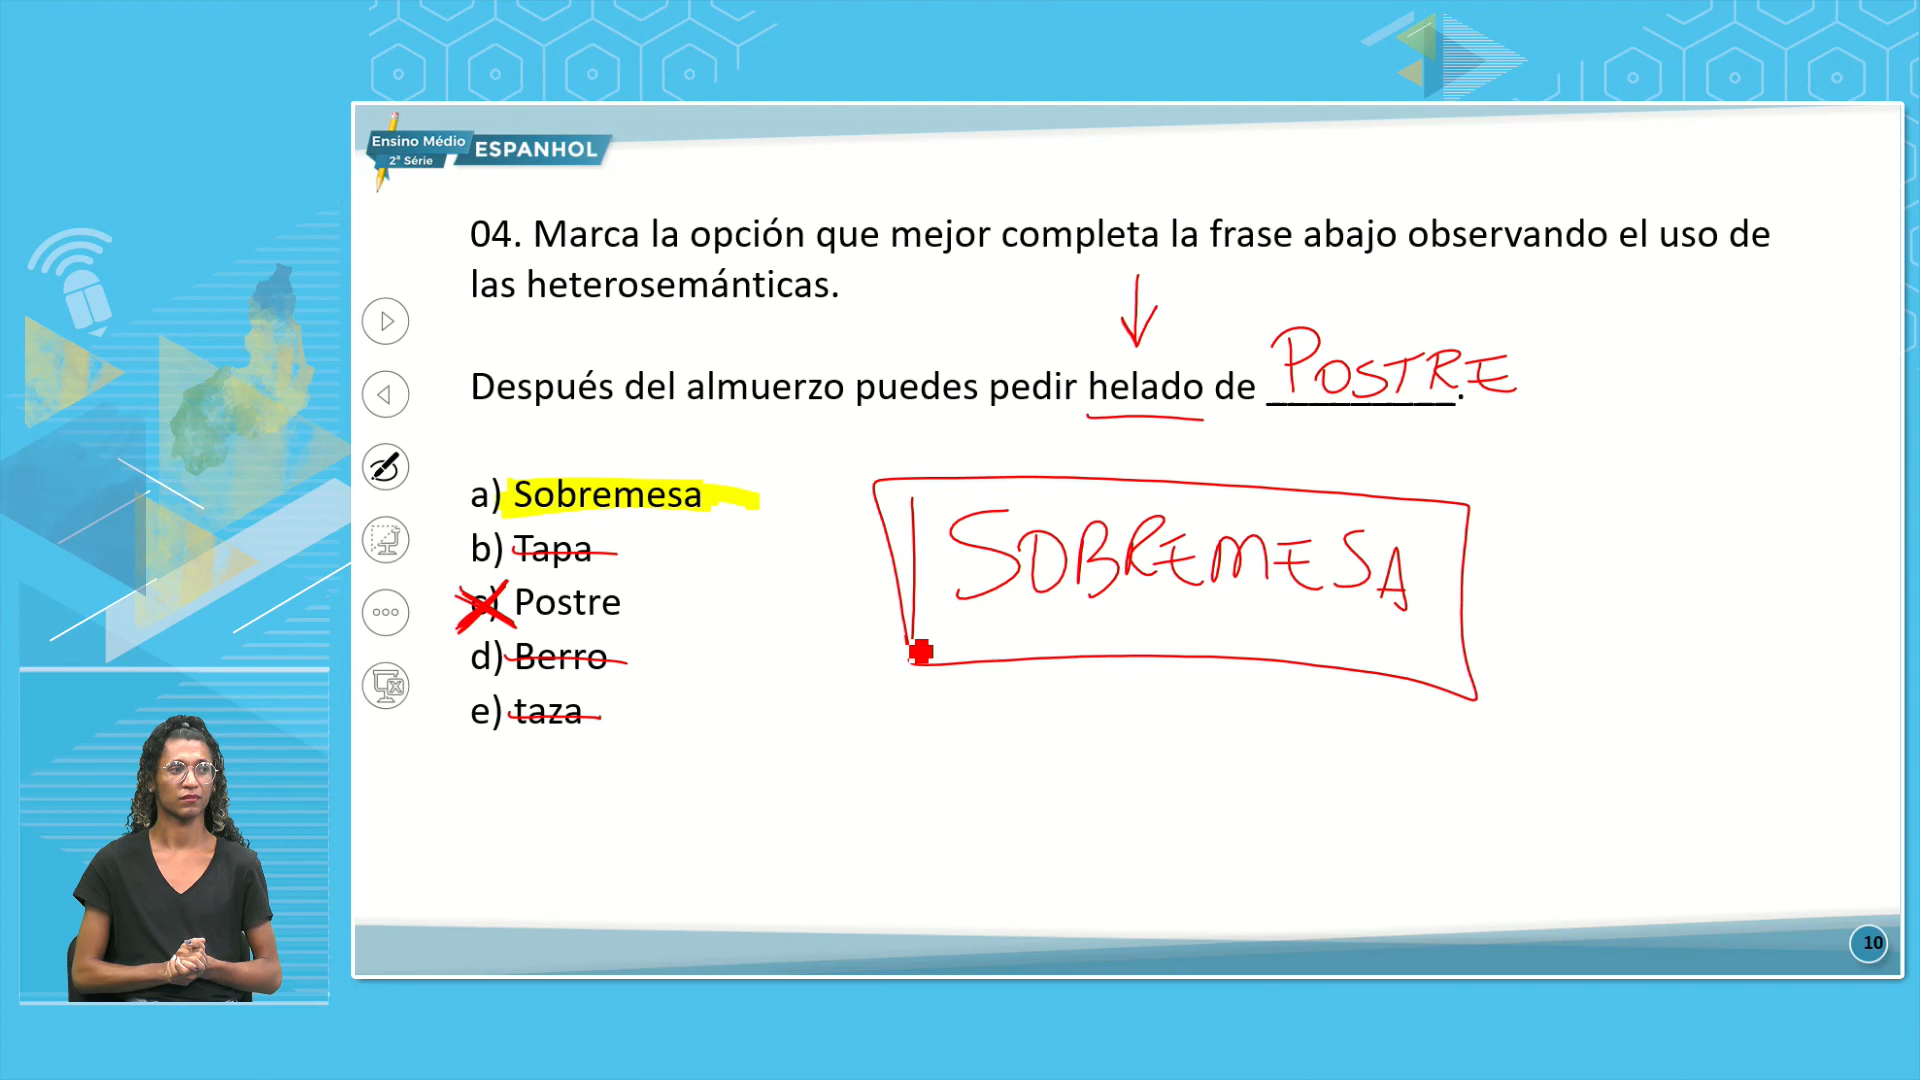 Ensino Médio
2ª Série
ESPANHOL
04. Marca la opción que mejor completa la frase abajo observando el uso de
las heterosemánticas.
Después del almuerzo puedes pedir helado de __________.
POSTRE
a) Sobremesa
b) Tapa
c) Postre
d) Berro
e) taza
SOBREMESA
10